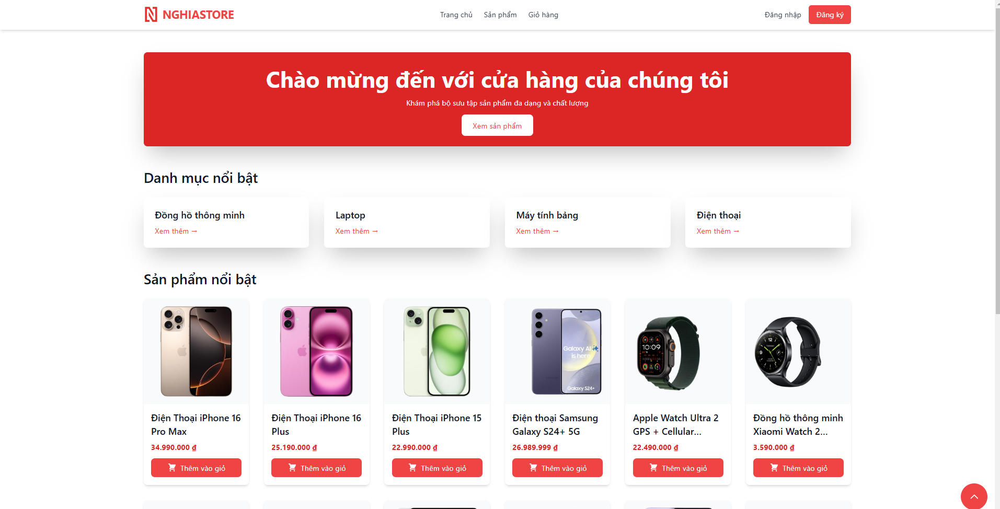 NGHIASTORE
Trang chủ
Sản phẩm
Giỏ hàng
Đăng nhập
Đăng ký
Chào mừng đến với cửa hàng của chúng tôi
Khám phá bộ sưu tập sản phẩm đa dạng và chất lượng
Xem sản phẩm
Danh mục nổi bật
Đồng hồ thông minh
Xem thêm →
Laptop
Xem thêm →
Máy tính bảng
Xem thêm →
Điện thoại
Xem thêm →
Sản phẩm nổi bật
Galaxy AI
is here
Galaxy S24+
10:09
Điện Thoại iPhone 16
Pro Max
34.990.000 ₫
Thêm vào giỏ
Điện Thoại iPhone 16
Plus
25.190.000 ₫
Thêm vào giỏ
Điện Thoại iPhone 15
Plus
22.990.000 ₫
Thêm vào giỏ
Điện thoại Samsung
Galaxy S24+ 5G
26.989.999 ₫
Thêm vào giỏ
Apple Watch Ultra 2
GPS + Cellular...
22.490.000 ₫
Thêm vào giỏ
Đồng hồ thông minh
Xiaomi Watch 2...
3.590.000 ₫
Thêm vào giỏ